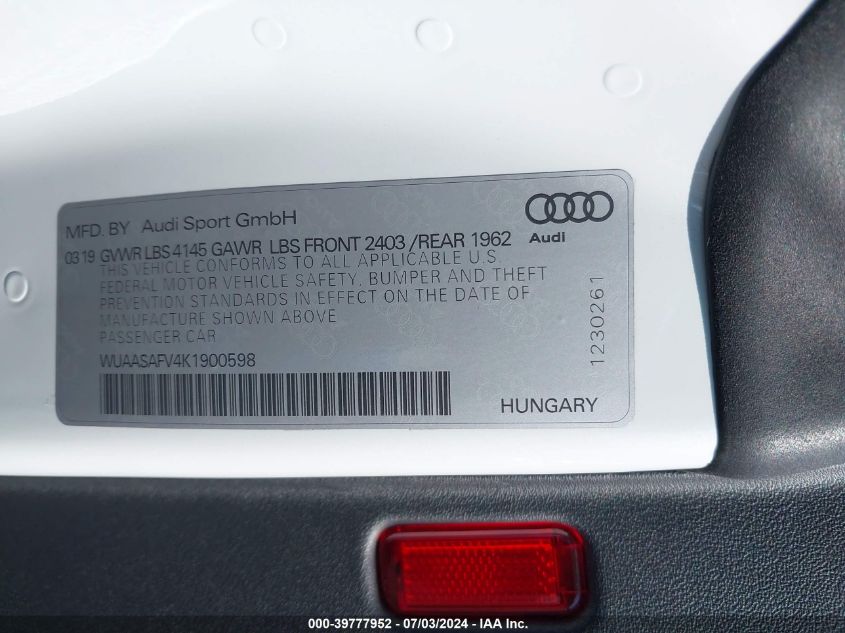 MFD. BY Audi Sport GmbH
Audi
0319 GVWR LBS 4145 GAWR LBS FRONT 2403 /REAR 1962
THIS VEHICLE CONFORMS TO ALL APPLICABLE U.S.
FEDERAL MOTOR VEHICLE SAFETY, BUMPER AND THEFT
PREVENTION STANDARDS IN EFFECT ON THE DATE OF
MANUFACTURE SHOWN ABOVE
PASSENGER CAR
WUAASAFV4K1900598
1230261
HUNGARY
000-39777952 - 07/03/2024 - IAA Inc.